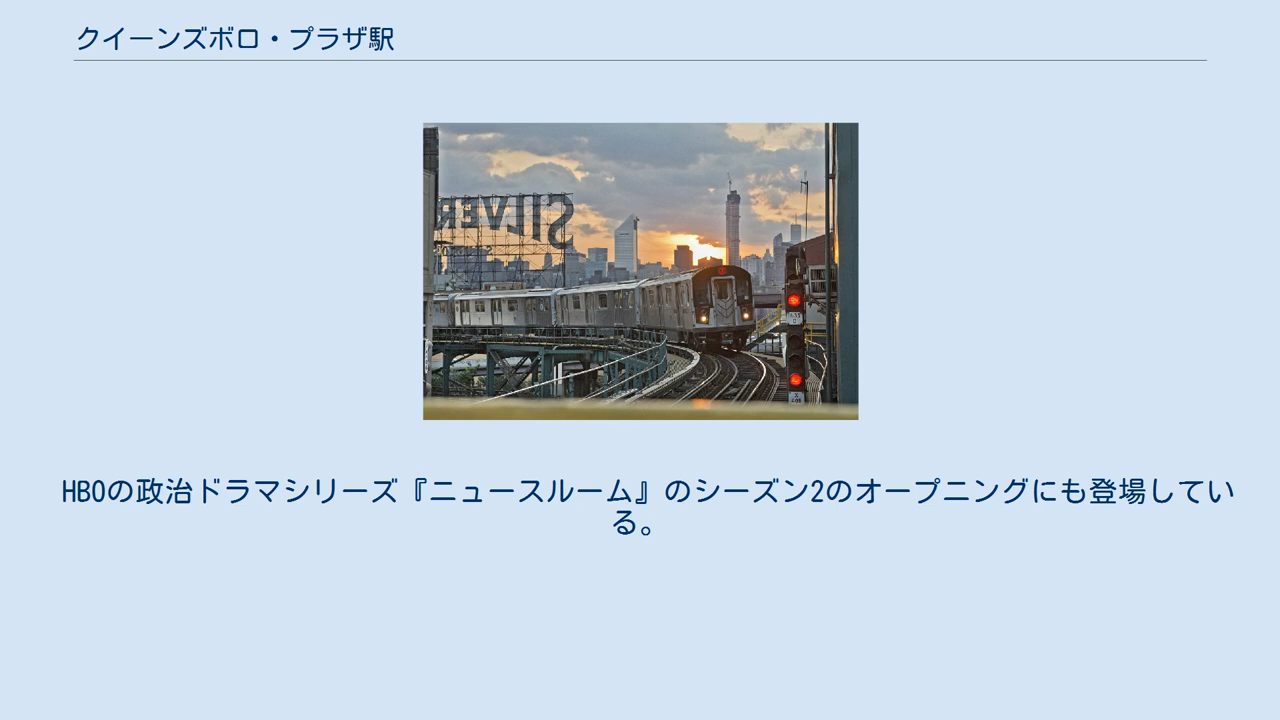 クイーンズボロ・プラザ駅
SILVER
HBOの政治ドラマシリーズ『ニュースルーム』のシーズン2のオープニングにも登場してい
る。